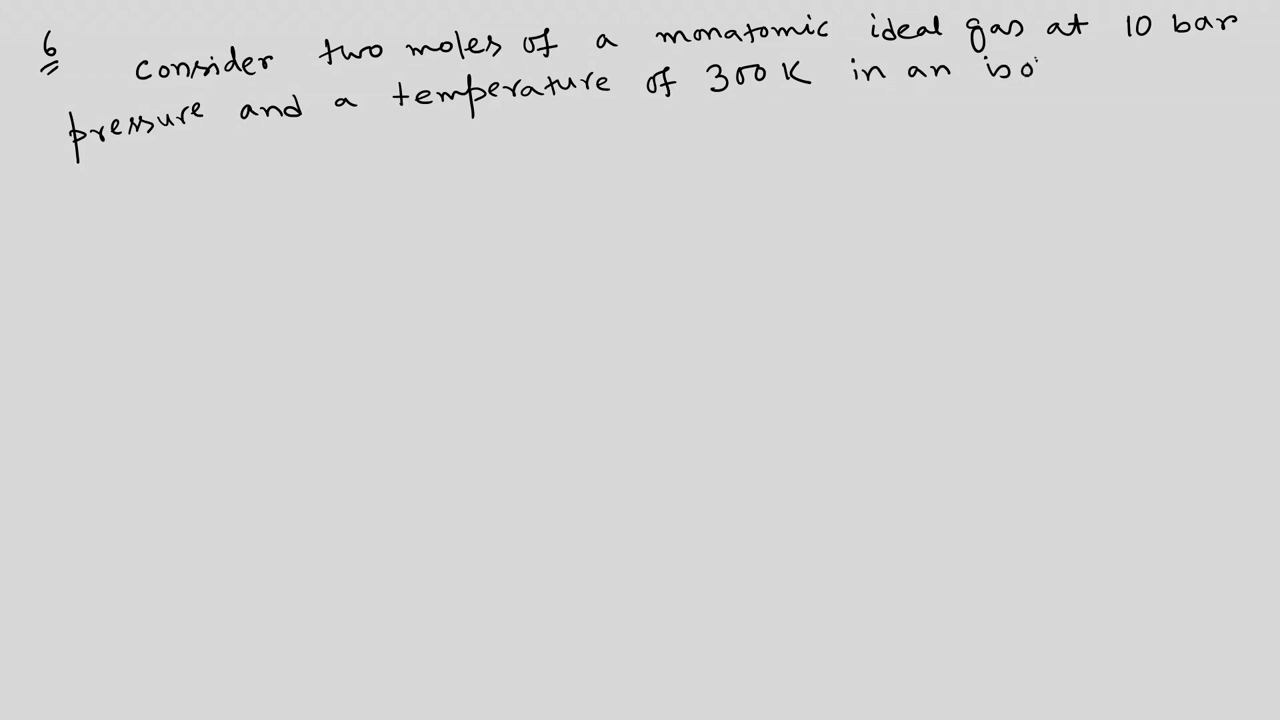 6 Consider two moles of a monatomic ideal gas at 10 bar
pressure and a temperature of 300 K in an iso